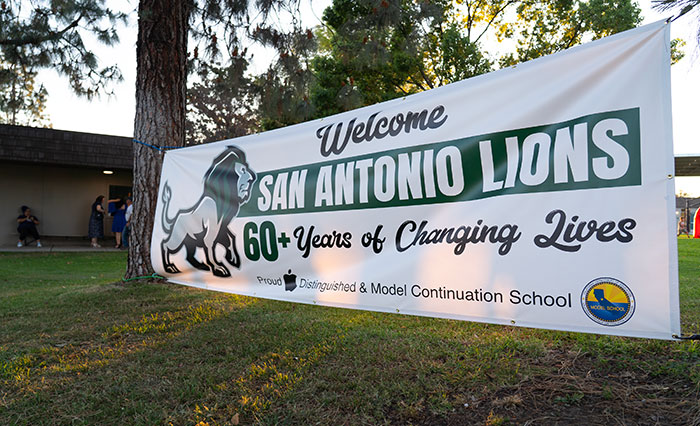 Welcome
SAN ANTONIO LIONS
60+ Years of Changing Lives
Proud Distinguished & Model Continuation School
MODEL SCHOOL